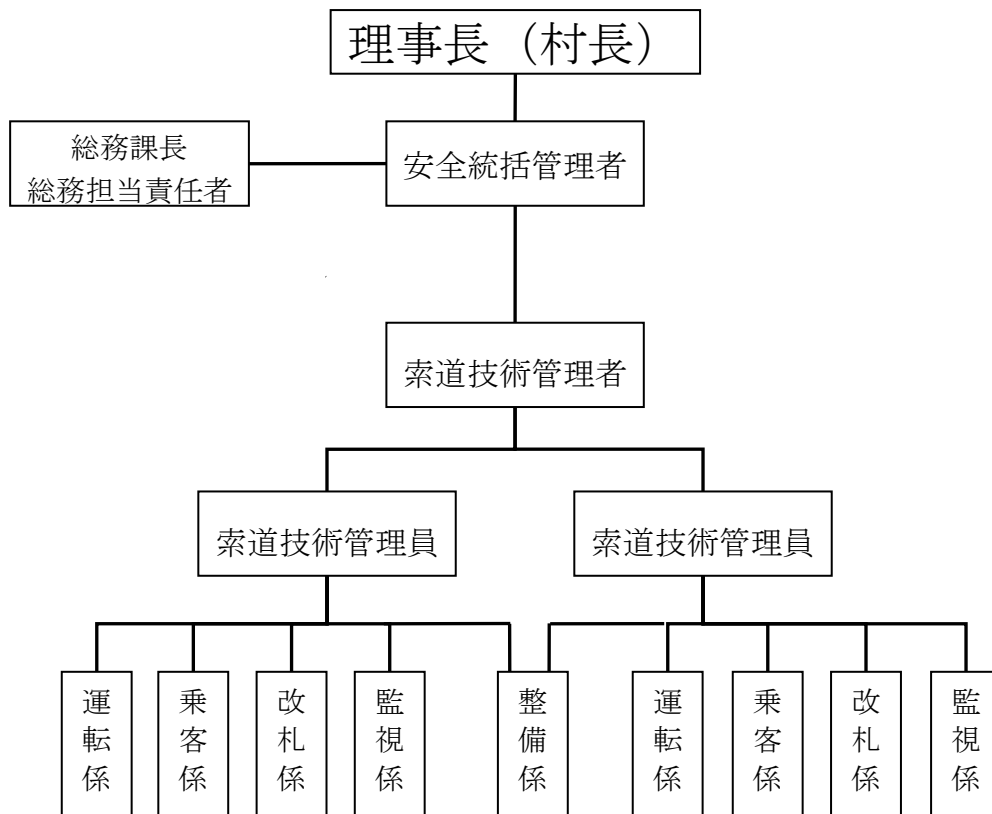 理事長（村長）
総務課長
総務担当責任者
安全統括管理者
索道技術管理者
索道技術管理員
索道技術管理員
運転係
乗客係
改札係
監視係
整備係
運転係
乗客係
改札係
監視係